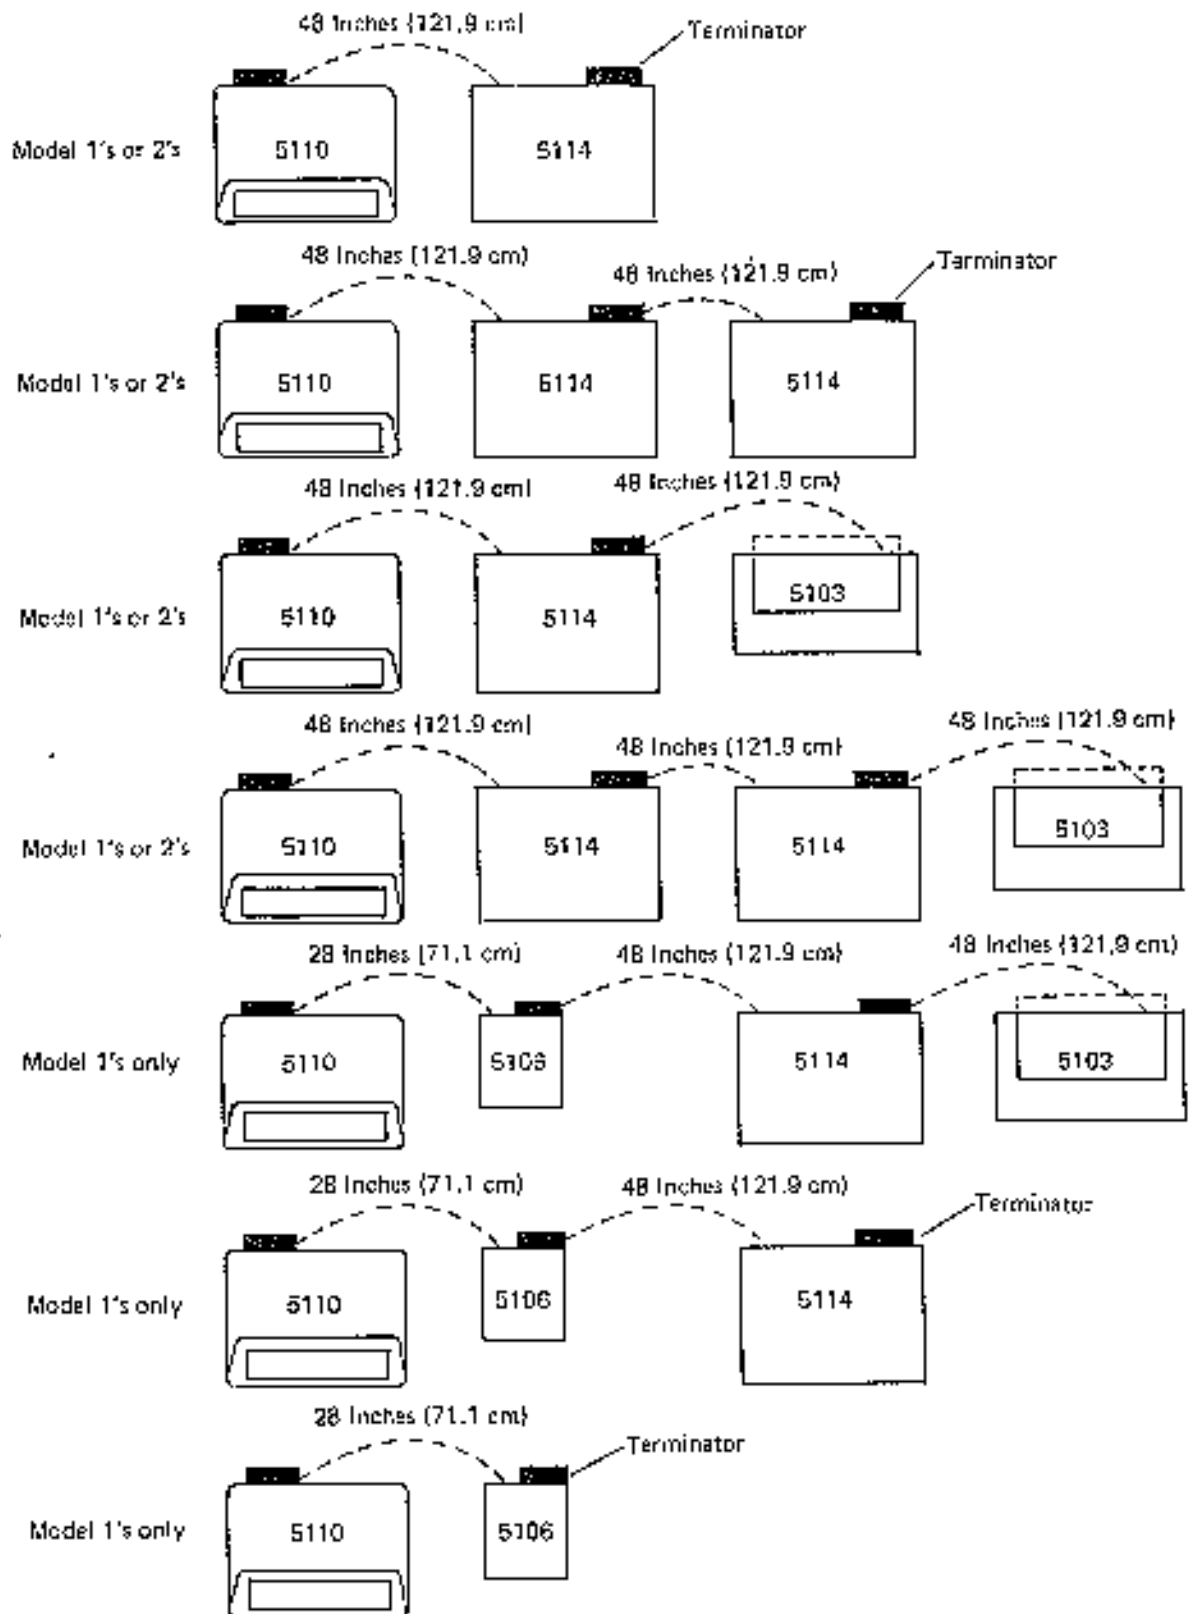 48 Inches (121.9 cm)
Terminator
Model 1's or 2's
5110
5114
48 Inches (121.9 cm)
48 Inches (121.9 cm)
Terminator
Model 1's or 2's
5110
5114
5114
48 Inches (121.9 cm)
48 Inches (121.9 cm)
Model 1's or 2's
5110
5114
5103
48 Inches (121.9 cm)
48 Inches (121.9 cm)
48 Inches (121.9 cm)
Model 1's or 2's
5110
5114
5114
5103
28 Inches (71.1 cm)
48 Inches (121.9 cm)
48 Inches (121.9 cm)
Model 1's only
5110
5106
5114
5103
28 Inches (71.1 cm)
48 Inches (121.9 cm)
Terminator
Model 1's only
5110
5106
5114
28 Inches (71.1 cm)
Terminator
Model 1's only
5110
5106